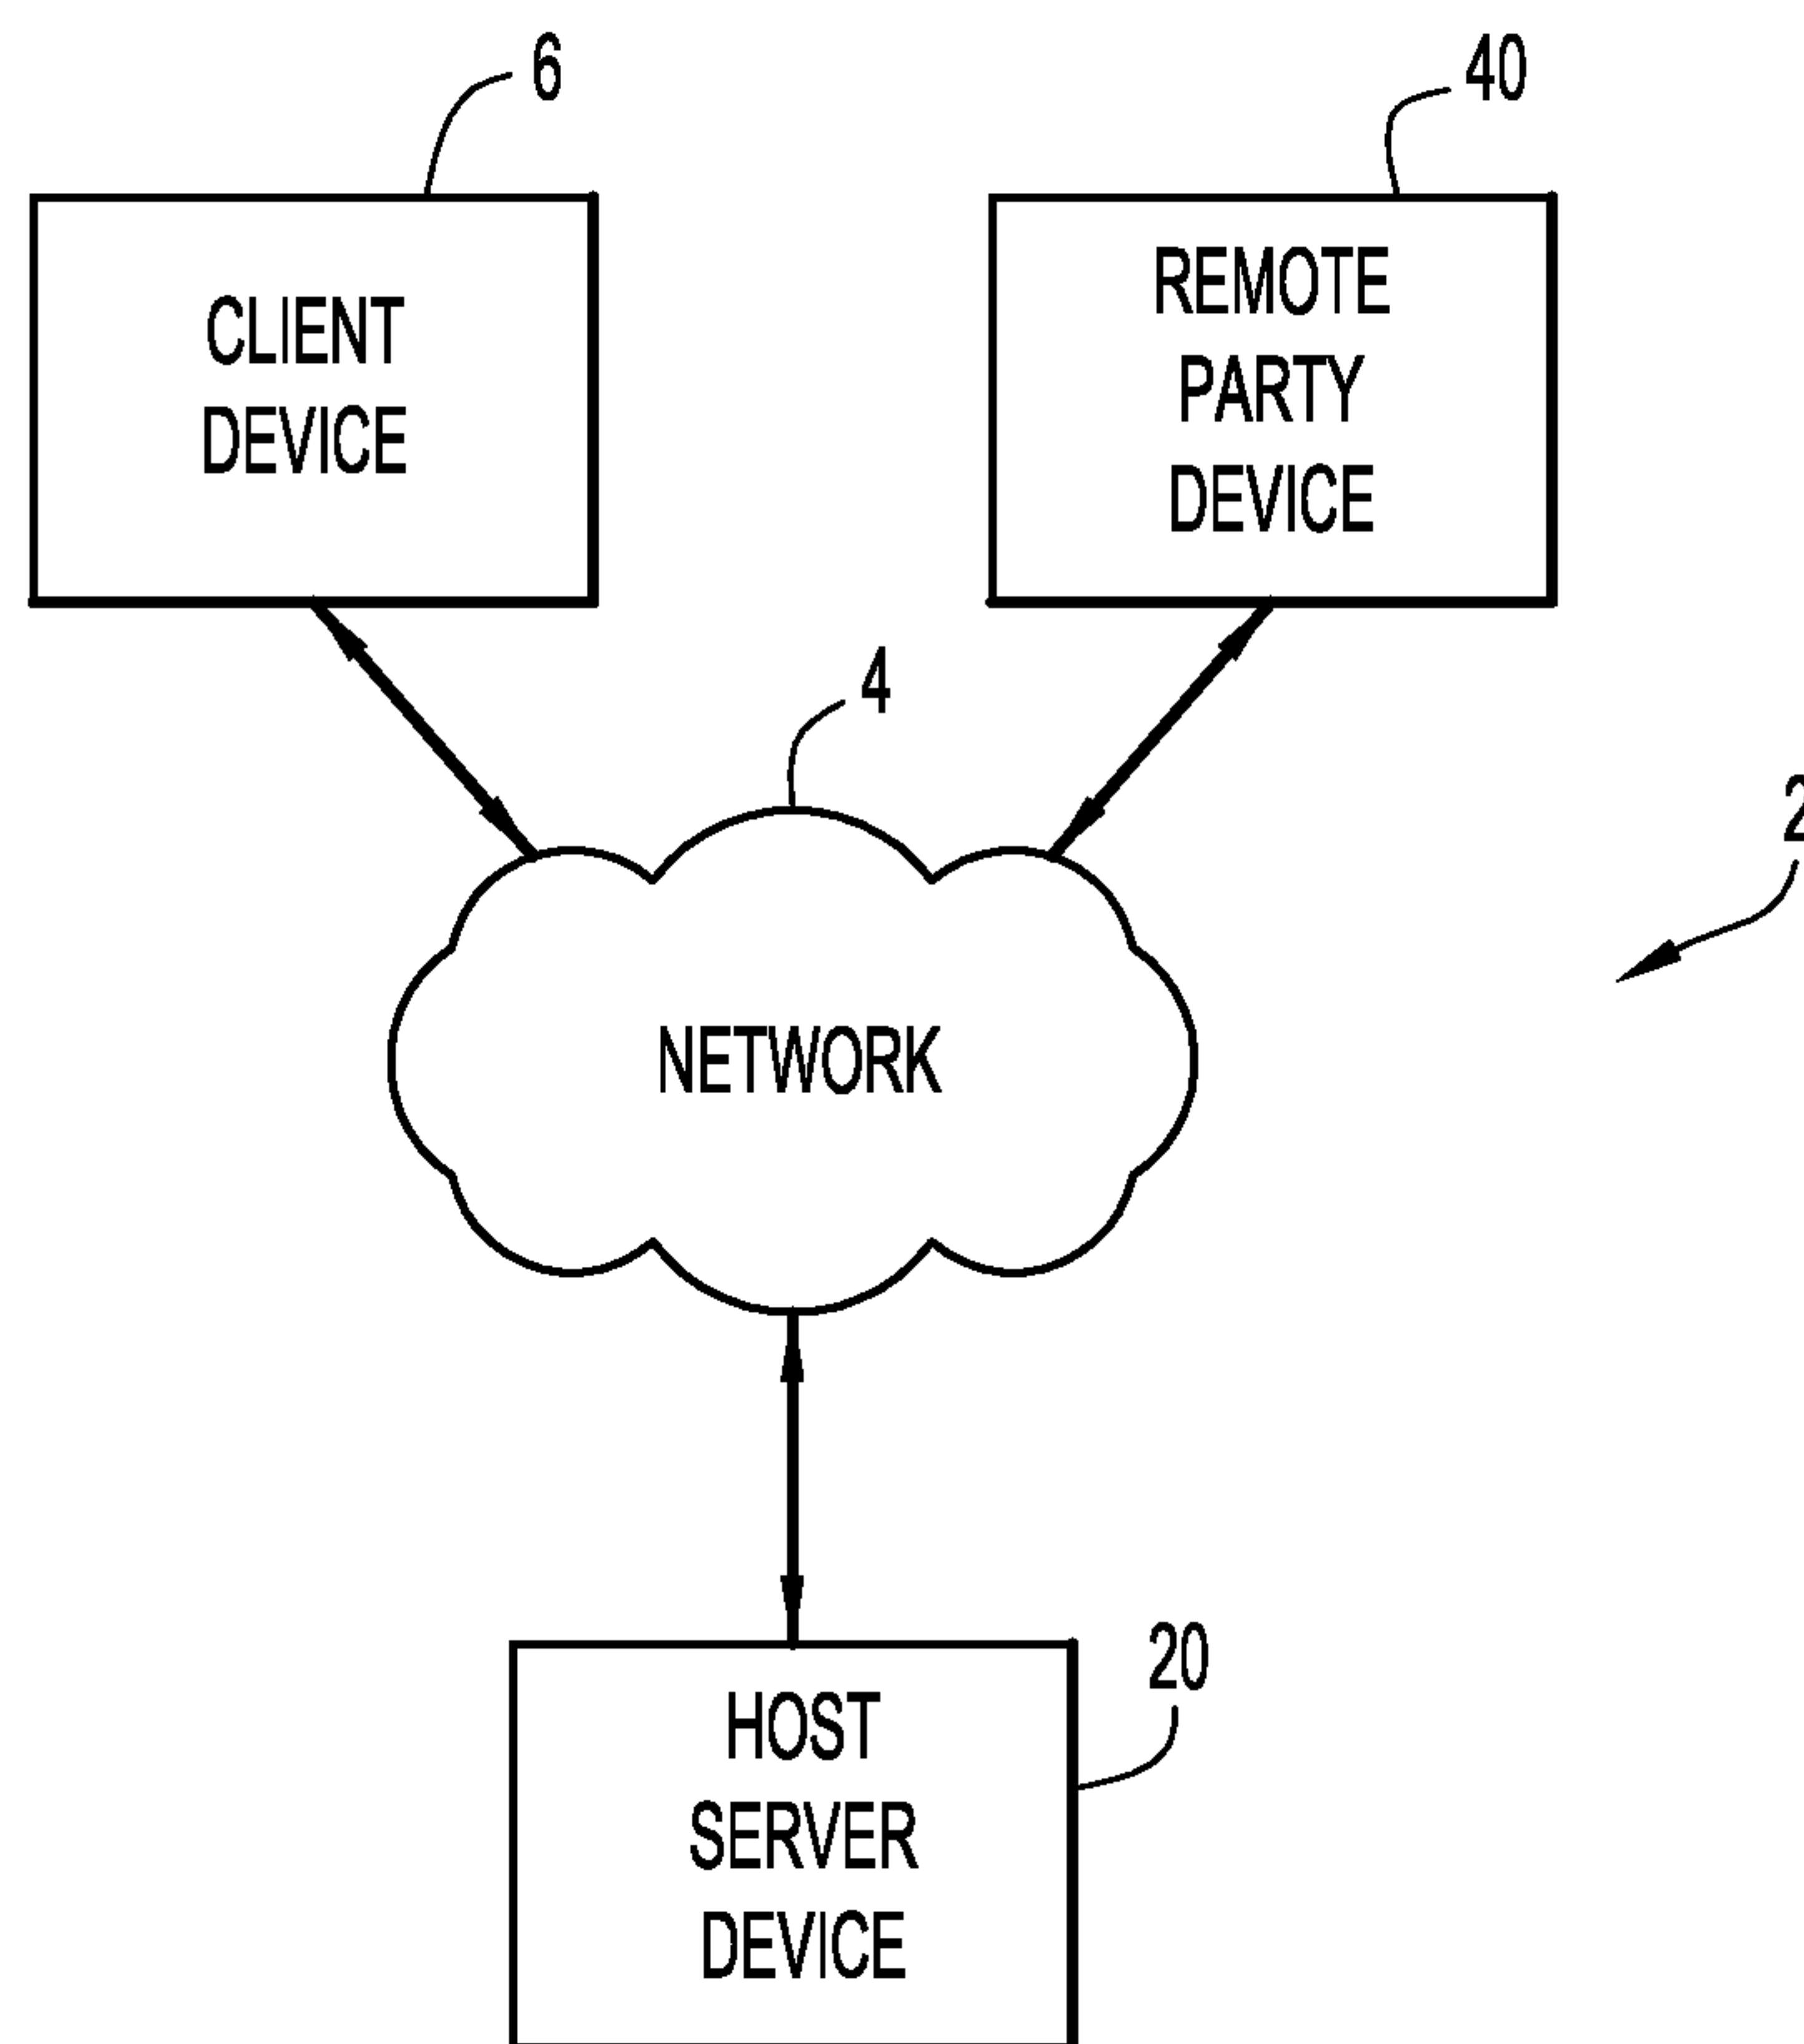 6
40
CLIENT
DEVICE
REMOTE
PARTY
DEVICE
4
2
NETWORK
20
HOST
SERVER
DEVICE